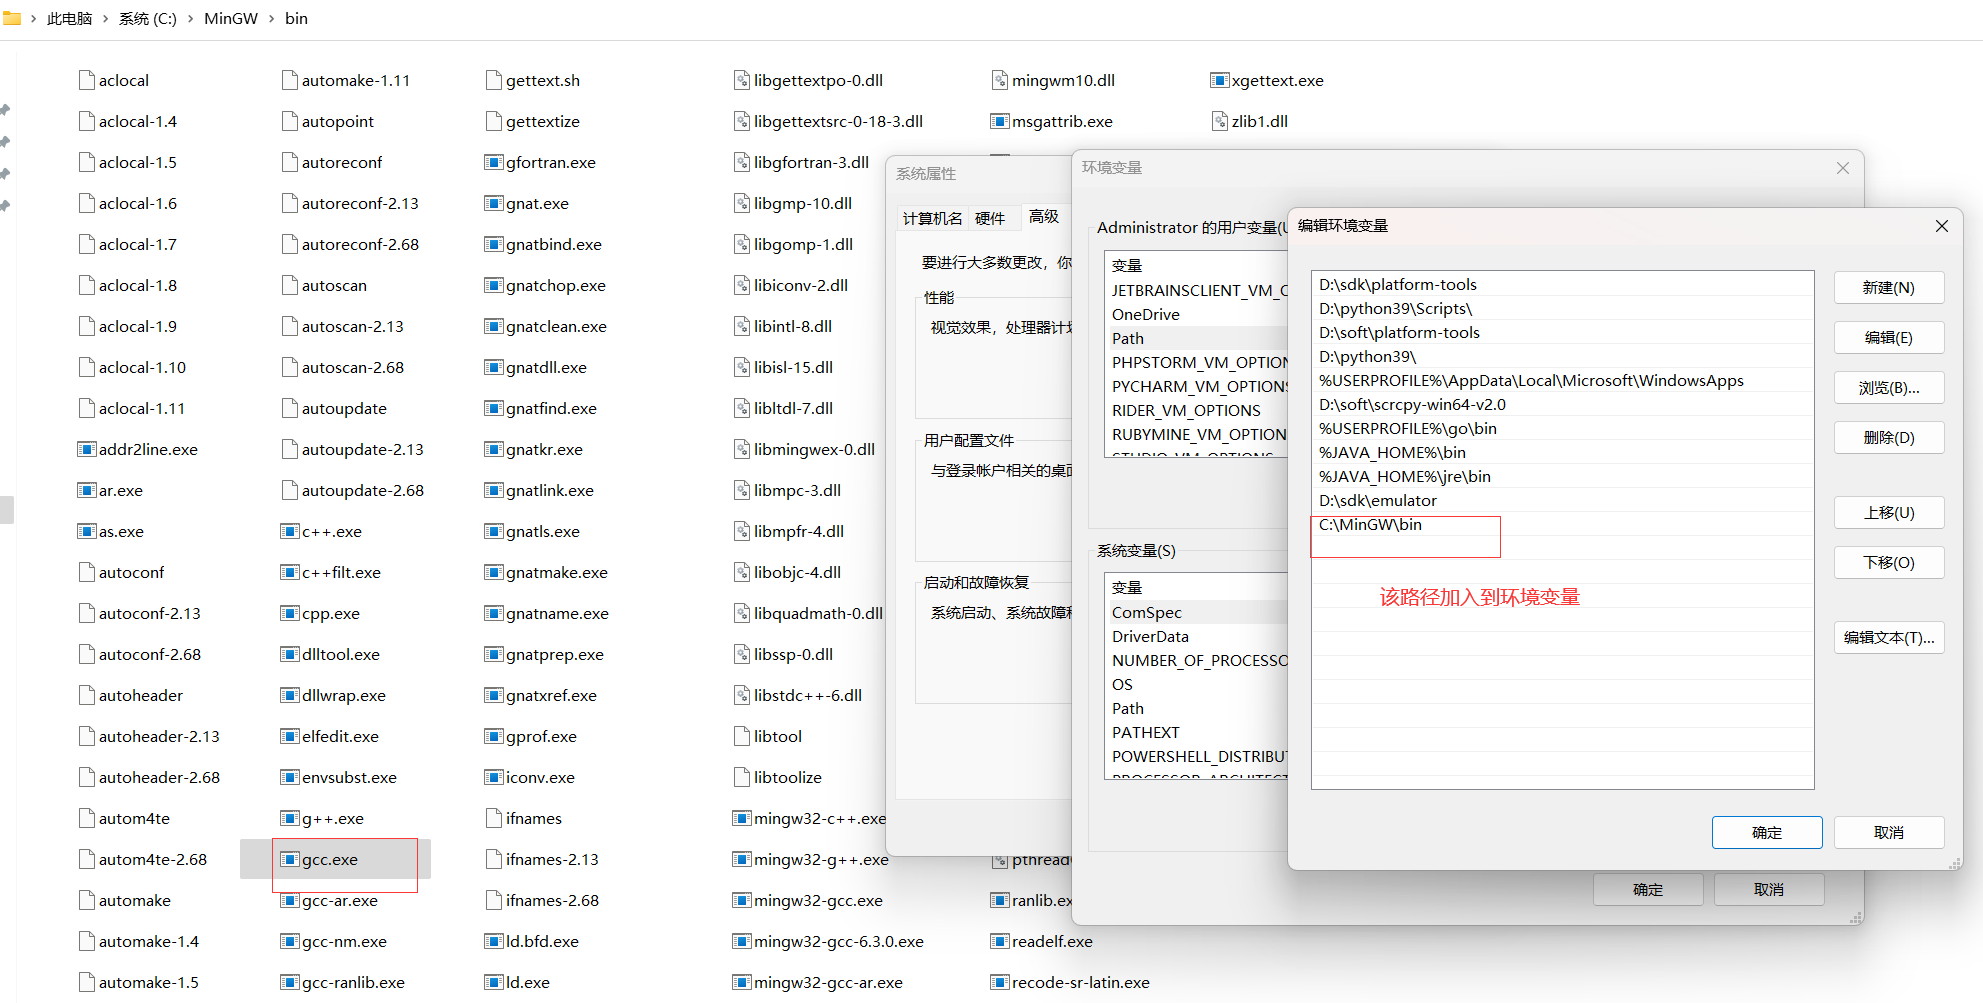 此电脑 › 系统 (C:) › MinGW › bin
aclocal
aclocal-1.4
aclocal-1.5
aclocal-1.6
aclocal-1.7
aclocal-1.8
aclocal-1.9
aclocal-1.10
aclocal-1.11
addr2line.exe
ar.exe
as.exe
autoconf
autoconf-2.13
autoconf-2.68
autoheader
autoheader-2.13
autoheader-2.68
autom4te
autom4te-2.68
automake
automake-1.4
automake-1.5
automake-1.11
autopoint
autoreconf
autoreconf-2.13
autoreconf-2.68
autoscan
autoscan-2.13
autoscan-2.68
autoupdate
autoupdate-2.13
autoupdate-2.68
c++.exe
c++filt.exe
cpp.exe
dlltool.exe
dllwrap.exe
elfedit.exe
envsubst.exe
g++.exe
gcc.exe
gcc-ar.exe
gcc-nm.exe
gcc-ranlib.exe
gettext.sh
gettextize
gfortran.exe
gnat.exe
gnatbind.exe
gnatchop.exe
gnatclean.exe
gnatdll.exe
gnatfind.exe
gnatkr.exe
gnatlink.exe
gnatls.exe
gnatmake.exe
gnatname.exe
gnatprep.exe
gnatxref.exe
gprof.exe
iconv.exe
ifnames
ifnames-2.13
ifnames-2.68
ld.bfd.exe
ld.exe
libgettextpo-0.dll
libgettextsrc-0-18-3.dll
libgfortran-3.dll
libgmp-10.dll
libgomp-1.dll
libiconv-2.dll
libintl-8.dll
libisl-15.dll
libltdl-7.dll
libmingwex-0.dll
libmpc-3.dll
libmpfr-4.dll
libobjc-4.dll
libquadmath-0.dll
libssp-0.dll
libstdc++-6.dll
libtool
libtoolize
mingw32-c++.exe
mingw32-g++.exe
mingw32-gcc.exe
mingw32-gcc-6.3.0.exe
mingw32-gcc-ar.exe
mingwm10.dll
msgattrib.exe
pthread
ranlib.ex
readelf.exe
recode-sr-latin.exe
xgettext.exe
zlib1.dll
系统属性
计算机名 硬件 高级
要进行大多数更改，你
性能
视觉效果，处理器计
用户配置文件
与登录帐户相关的桌面
启动和故障恢复
系统启动、系统故障和
环境变量
Administrator 的用户变量(U
变量
JETBRAINSCLIENT_VM_O
OneDrive
Path
PHPSTORM_VM_OPTION
PYCHARM_VM_OPTIONS
RIDER_VM_OPTIONS
RUBYMINE_VM_OPTION
STUDIO_VM_OPTIONS
系统变量(S)
变量
ComSpec
DriverData
NUMBER_OF_PROCESSO
OS
Path
PATHEXT
POWERSHELL_DISTRIBUT
PROCESSOR_ARCHITECT
确定 取消
编辑环境变量
D:\sdk\platform-tools
D:\python39\Scripts\
D:\soft\platform-tools
D:\python39\
%USERPROFILE%\AppData\Local\Microsoft\WindowsApps
D:\soft\scrcpy-win64-v2.0
%USERPROFILE%\go\bin
%JAVA_HOME%\bin
%JAVA_HOME%\jre\bin
D:\sdk\emulator
C:\MinGW\bin
该路径加入到环境变量
新建(N)
编辑(E)
浏览(B)...
删除(D)
上移(U)
下移(O)
编辑文本(T)...
确定 取消